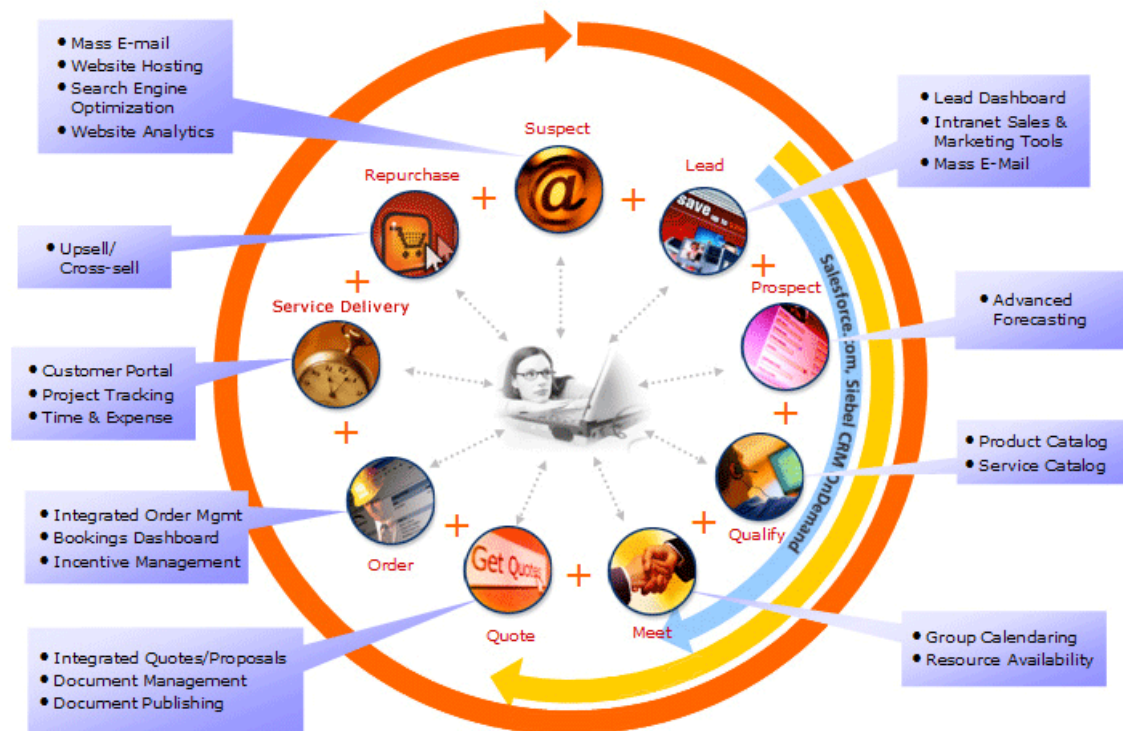 • Mass E-mail
• Website Hosting
• Search Engine
Optimization
• Website Analytics
Suspect
@
Lead
save
• Lead Dashboard
• Intranet Sales &
Marketing Tools
• Mass E-Mail
Repurchase
• Upsell/
Cross-sell
Prospect
• Advanced
Forecasting
Service Delivery
• Customer Portal
• Project Tracking
• Time & Expense
Salesforce.com, Siebel CRM OnDemand
• Product Catalog
• Service Catalog
Qualify
• Integrated Order Mgmt
• Bookings Dashboard
• Incentive Management
Order
Get Quotes
Quote
Meet
• Group Calendaring
• Resource Availability
• Integrated Quotes/Proposals
• Document Management
• Document Publishing